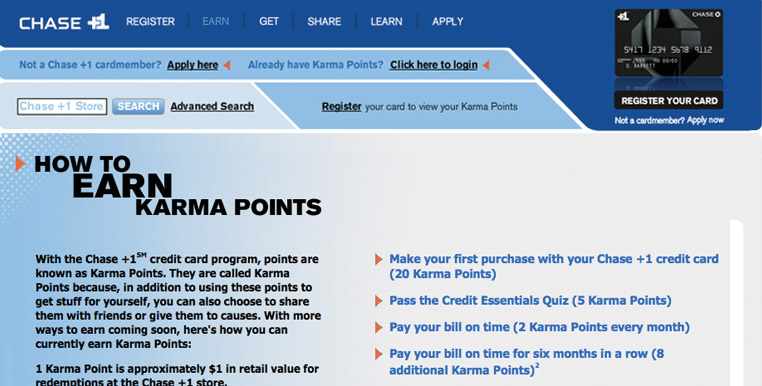 CHASE +1
REGISTER EARN GET SHARE LEARN APPLY
Not a Chase +1 cardmember? Apply here Already have Karma Points? Click here to login
Chase +1 Store SEARCH Advanced Search Register your card to view your Karma Points
+1 CHASE
5417 1234 5678 9112
REGISTER YOUR CARD
Not a cardmember? Apply now
HOW TO
EARN
KARMA POINTS
With the Chase +1SM credit card program, points are
known as Karma Points. They are called Karma
Points because, in addition to using these points to
get stuff for yourself, you can also choose to share
them with friends or give them to causes. With more
ways to earn coming soon, here's how you can
currently earn Karma Points:
1 Karma Point is approximately $1 in retail value for
redemptions at the Chase +1 store.
Make your first purchase with your Chase +1 credit card
(20 Karma Points)
Pass the Credit Essentials Quiz (5 Karma Points)
Pay your bill on time (2 Karma Points every month)
Pay your bill on time for six months in a row (8
additional Karma Points)2